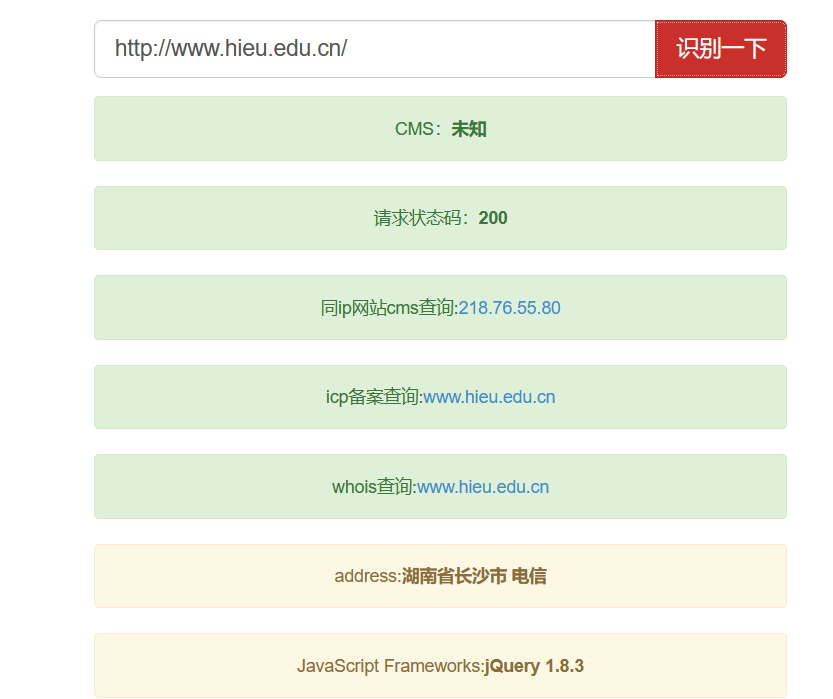 http://www.hieu.edu.cn/ 识别一下
CMS：未知
请求状态码：200
同ip网站cms查询:218.76.55.80
icp备案查询:www.hieu.edu.cn
whois查询:www.hieu.edu.cn
address:湖南省长沙市 电信
JavaScript Frameworks:jQuery 1.8.3